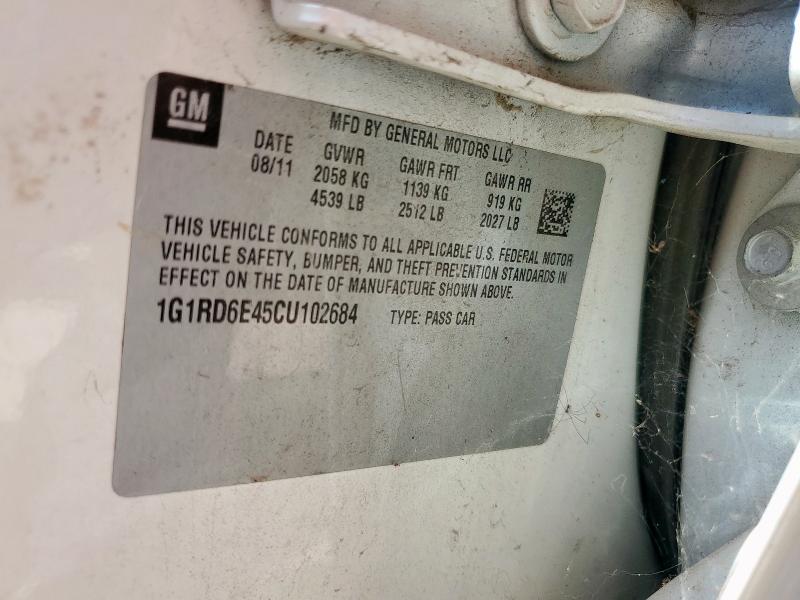 GM
MFD BY GENERAL MOTORS LLC
DATE GVWR GAWR FRT GAWR RR
08/11 2058 KG 1139 KG 919 KG
4539 LB 2512 LB 2027 LB
THIS VEHICLE CONFORMS TO ALL APPLICABLE U.S. FEDERAL MOTOR
VEHICLE SAFETY, BUMPER, AND THEFT PREVENTION STANDARDS IN
EFFECT ON THE DATE OF MANUFACTURE SHOWN ABOVE.
1G1RD6E45CU102684 TYPE: PASS CAR